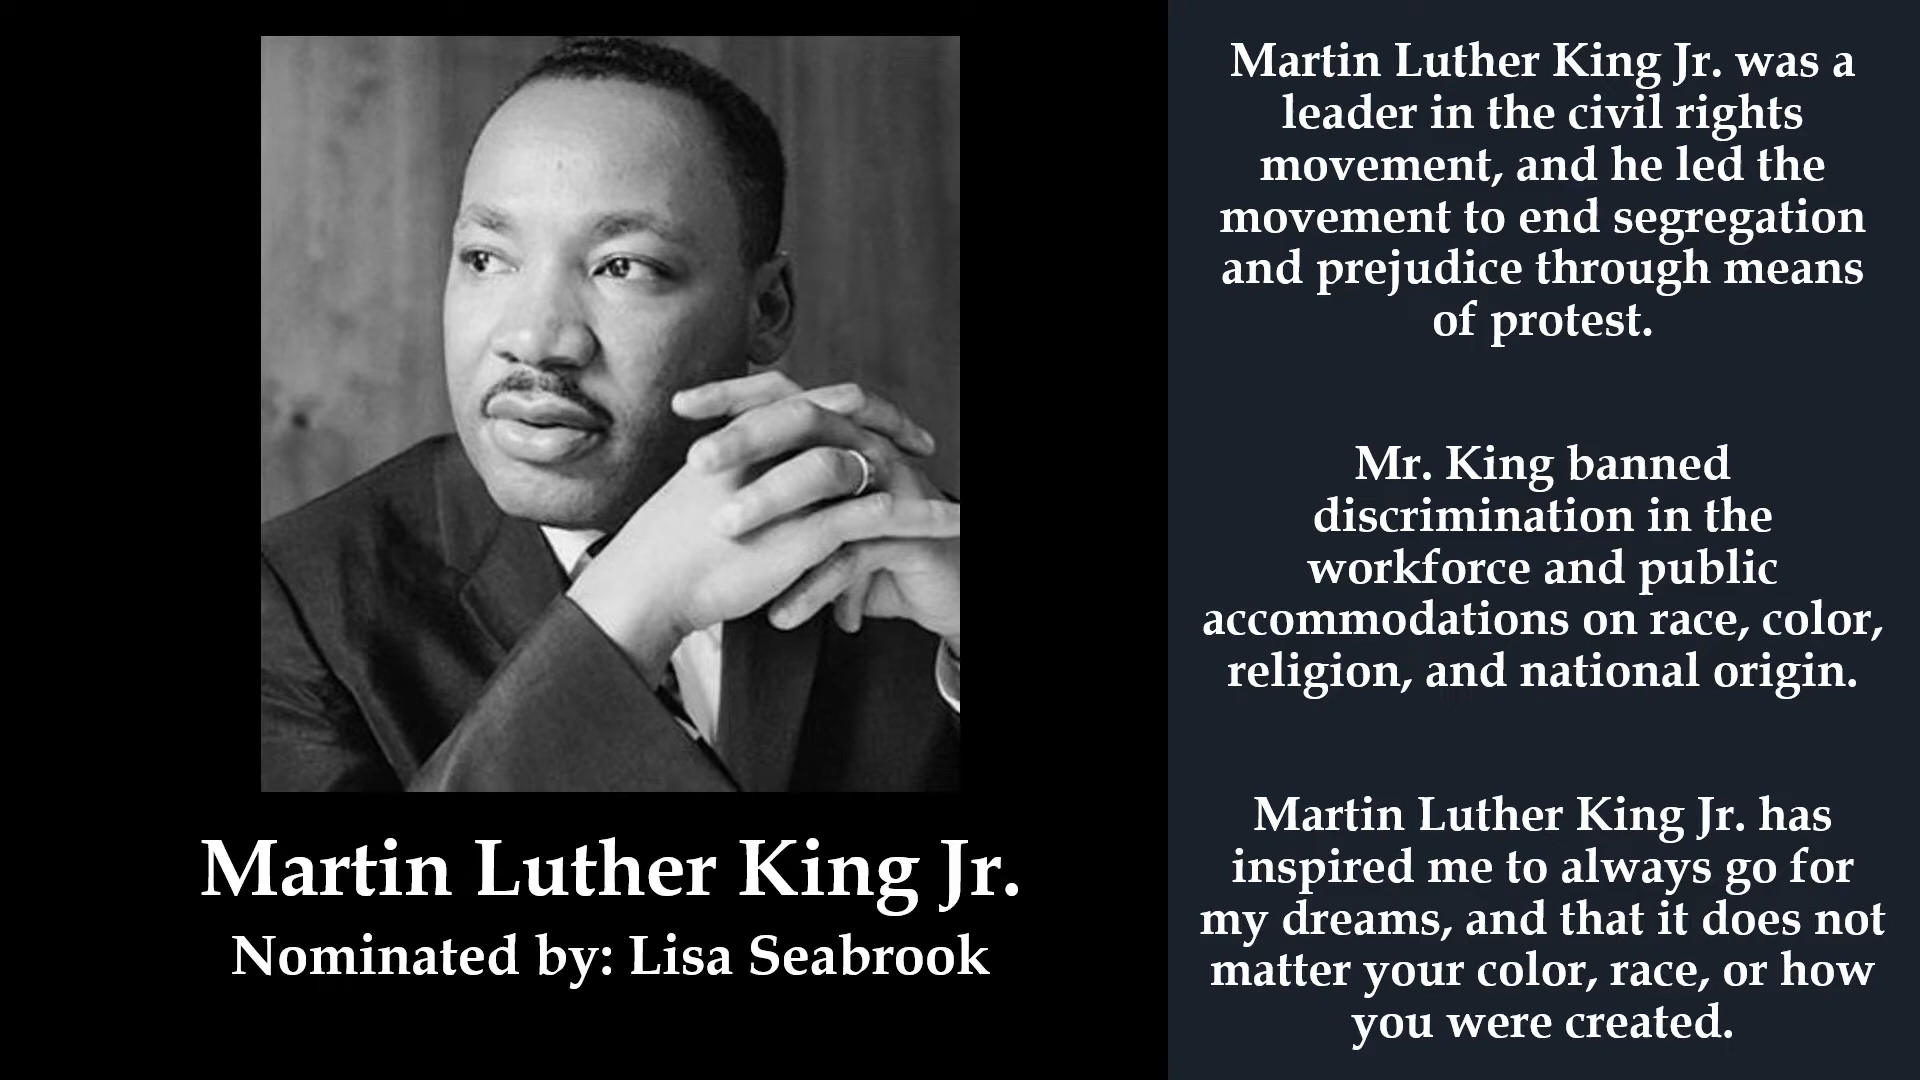 Martin Luther King Jr.
Nominated by: Lisa Seabrook
Martin Luther King Jr. was a
leader in the civil rights
movement, and he led the
movement to end segregation
and prejudice through means
of protest.
Mr. King banned
discrimination in the
workforce and public
accommodations on race, color,
religion, and national origin.
Martin Luther King Jr. has
inspired me to always go for
my dreams, and that it does not
matter your color, race, or how
you were created.